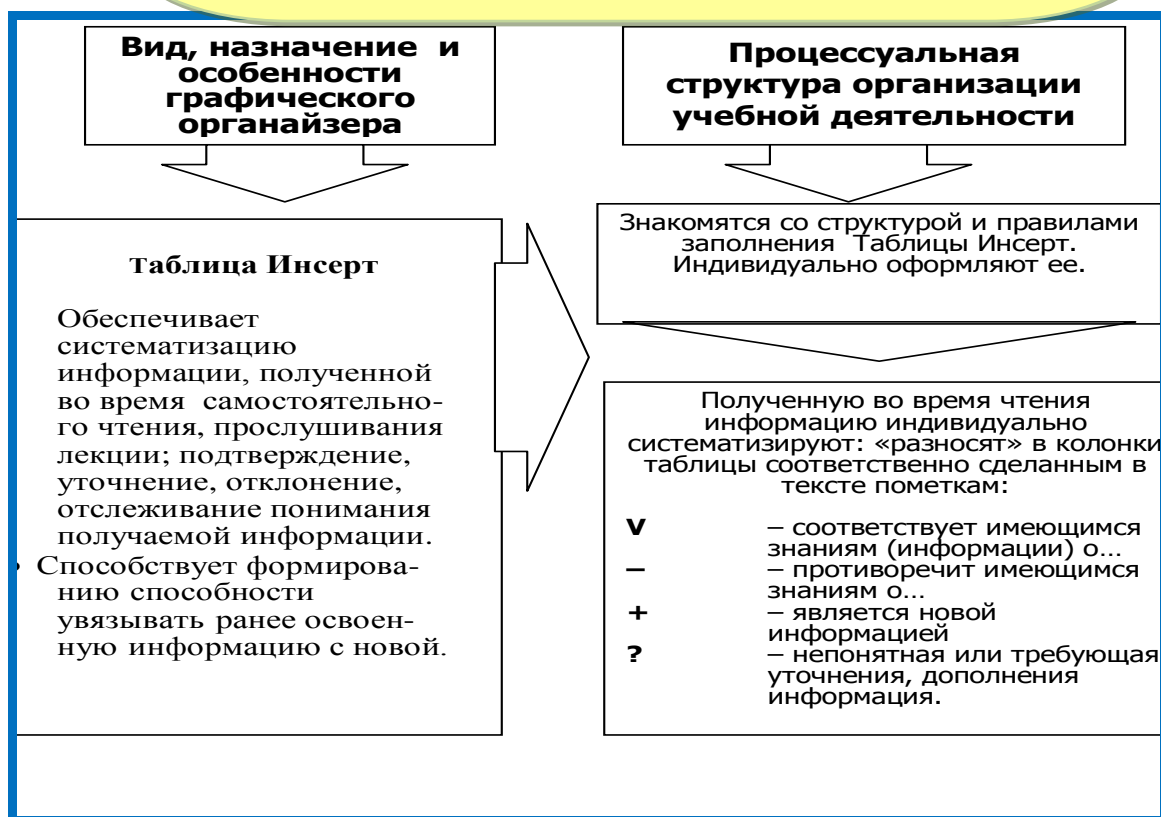 Вид, назначение и
особенности
графического
органайзера
Процессуальная
структура организации
учебной деятельности
Таблица Инсерт
Обеспечивает
систематизацию
информации, полученной
во время самостоятельно-
го чтения, прослушивания
лекции; подтверждение,
уточнение, отклонение,
отслеживание понимания
получаемой информации.
• Способствует формирова-
нию способности
увязывать ранее освоен-
ную информацию с новой.
Знакомятся со структурой и правилами
заполнения Таблицы Инсерт.
Индивидуально оформляют ее.
Полученную во время чтения
информацию индивидуально
систематизируют: «разносят» в колонки
таблицы соответственно сделанным в
тексте пометкам:
V – соответствует имеющимся
знаниям (информации) о...
– – противоречит имеющимся
знаниям о...
+ – является новой
информацией
? – непонятная или требующая
уточнения, дополнения
информация.